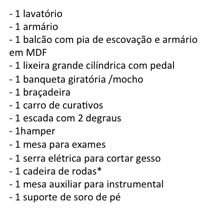 - 1 lavatório
- 1 armário
- 1 balcão com pia de escovação e armário
em MDF
- 1 lixeira grande cilíndrica com pedal
- 1 banqueta giratória /mocho
- 1 braçadeira
- 1 carro de curativos
- 1 escada com 2 degraus
- 1hamper
- 1 mesa para exames
- 1 serra elétrica para cortar gesso
- 1 cadeira de rodas*
- 1 mesa auxiliar para instrumental
- 1 suporte de soro de pé